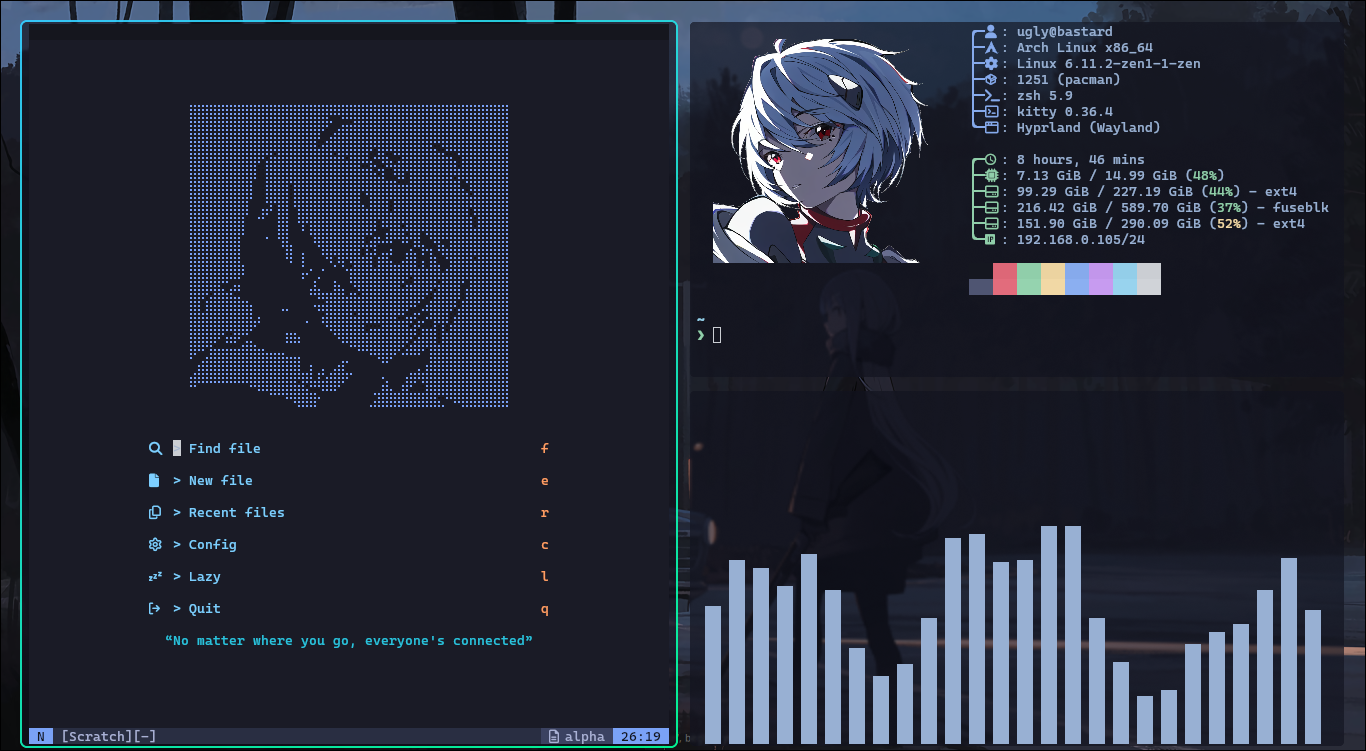 > Find file f
> New file e
> Recent files r
> Config c
> Lazy l
> Quit q
“No matter where you go, everyone's connected”
N [Scratch][-] alpha 26:19
: ugly@bastard
: Arch Linux x86_64
: Linux 6.11.2-zen1-1-zen
: 1251 (pacman)
: zsh 5.9
: kitty 0.36.4
: Hyprland (Wayland)
: 8 hours, 46 mins
: 7.13 GiB / 14.99 GiB (48%)
: 99.29 GiB / 227.19 GiB (44%) - ext4
: 216.42 GiB / 589.70 GiB (37%) - fuseblk
: 151.90 GiB / 290.09 GiB (52%) - ext4
IP : 192.168.0.105/24
~
❯